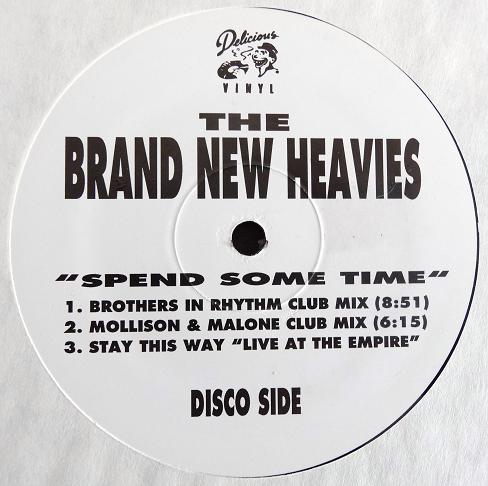 Delicious
VINYL
THE
BRAND NEW HEAVIES
"SPEND SOME TIME"
1. BROTHERS IN RHYTHM CLUB MIX (8:51)
2. MOLLISON & MALONE CLUB MIX (6:15)
3. STAY THIS WAY "LIVE AT THE EMPIRE"
DISCO SIDE